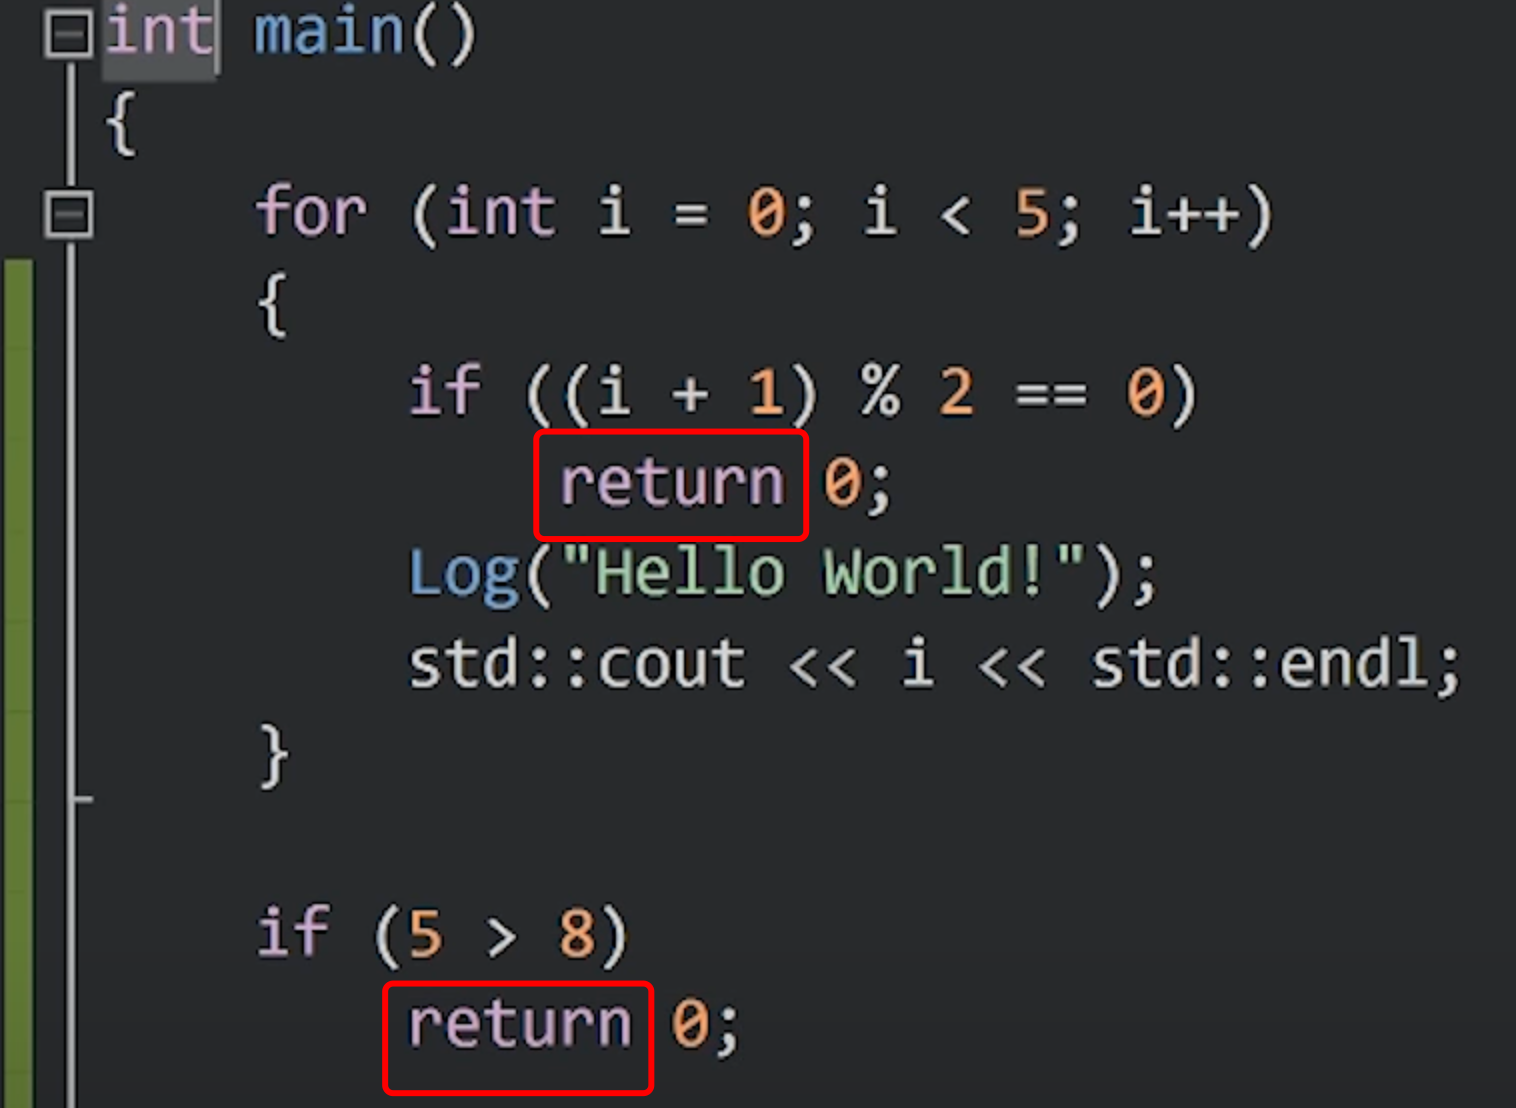 int main()
{
for (int i = 0; i < 5; i++)
{
if ((i + 1) % 2 == 0)
return 0;
Log("Hello World!");
std::cout << i << std::endl;
}
if (5 > 8)
return 0;